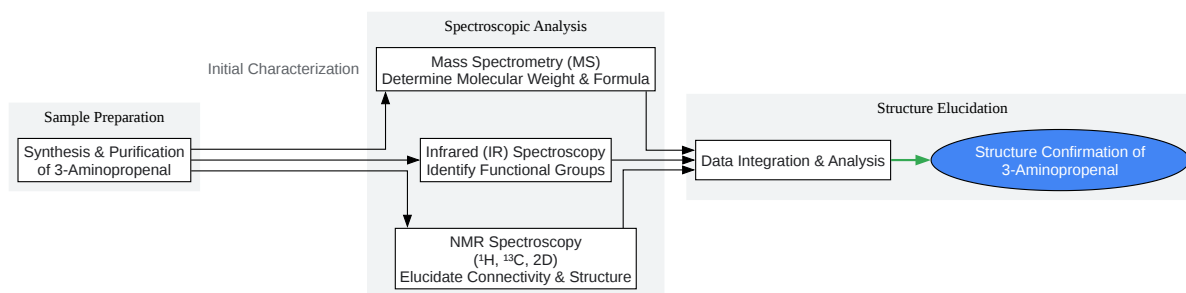 Sample Preparation
Synthesis & Purification
of 3-Aminopropenal
Initial Characterization
Spectroscopic Analysis
Mass Spectrometry (MS)
Determine Molecular Weight & Formula
Infrared (IR) Spectroscopy
Identify Functional Groups
NMR Spectroscopy
(¹H, ¹³C, 2D)
Elucidate Connectivity & Structure
Structure Elucidation
Data Integration & Analysis
Structure Confirmation of
3-Aminopropenal